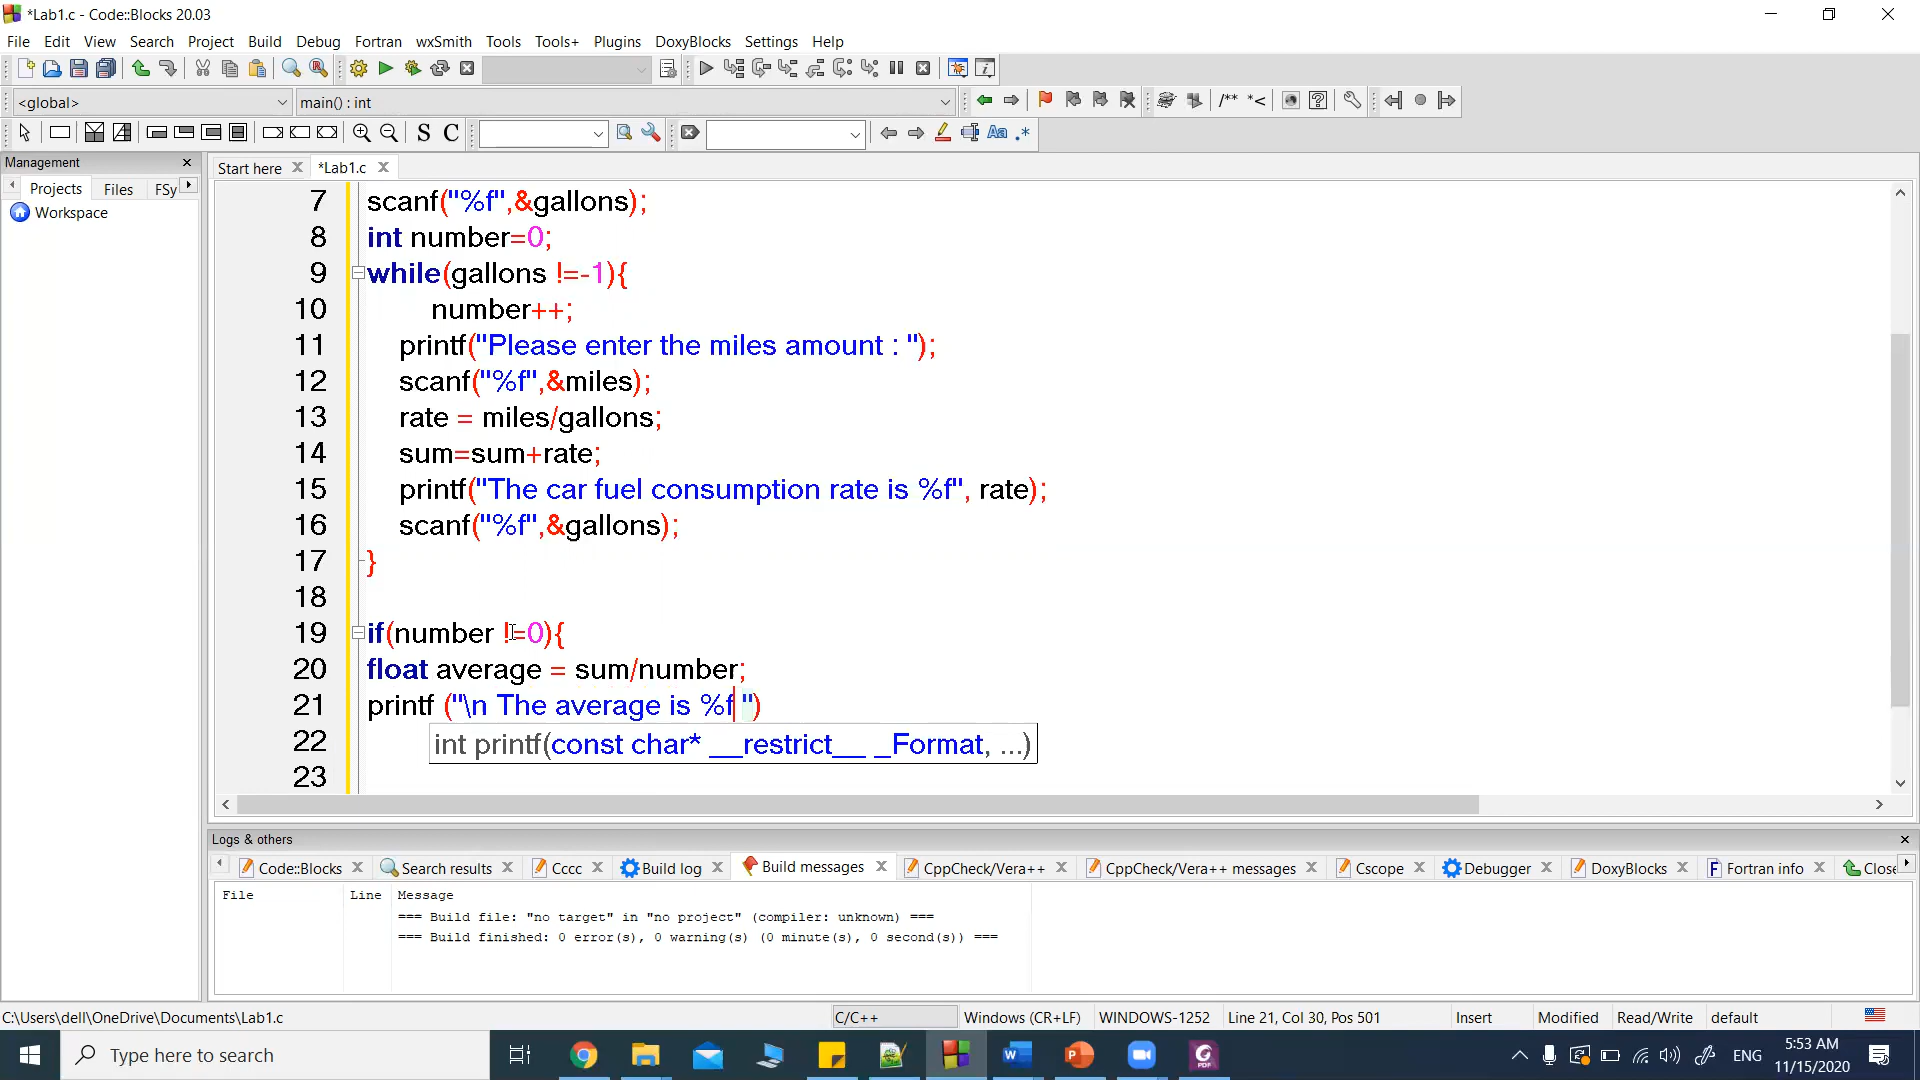 *Lab1.c - Code::Blocks 20.03
File Edit View Search Project Build Debug Fortran wxSmith Tools Tools+ Plugins DoxyBlocks Settings Help
<global> main() : int /** *<
S C Aa .*
Management
Start here *Lab1.c
Projects Files FSy
Workspace
7 scanf("%f",&gallons);
8 int number=0;
9 while(gallons !=-1){
10 number++;
11 printf("Please enter the miles amount : ");
12 scanf("%f",&miles);
13 rate = miles/gallons;
14 sum=sum+rate;
15 printf("The car fuel consumption rate is %f", rate);
16 scanf("%f",&gallons);
17 }
18
19 if(number !=0){
20 float average = sum/number;
21 printf ("\n The average is %f ")
22 int printf(const char* __restrict__ _Format, ...)
23
Logs & others
Code::Blocks Search results Cccc Build log Build messages CppCheck/Vera++ CppCheck/Vera++ messages Cscope Debugger DoxyBlocks Fortran info Close
File Line Message
=== Build file: "no target" in "no project" (compiler: unknown) ===
=== Build finished: 0 error(s), 0 warning(s) (0 minute(s), 0 second(s)) ===
C:\Users\dell\OneDrive\Documents\Lab1.c C/C++ Windows (CR+LF) WINDOWS-1252 Line 21, Col 30, Pos 501 Insert Modified Read/Write default
Type here to search ENG 5:53 AM
11/15/2020